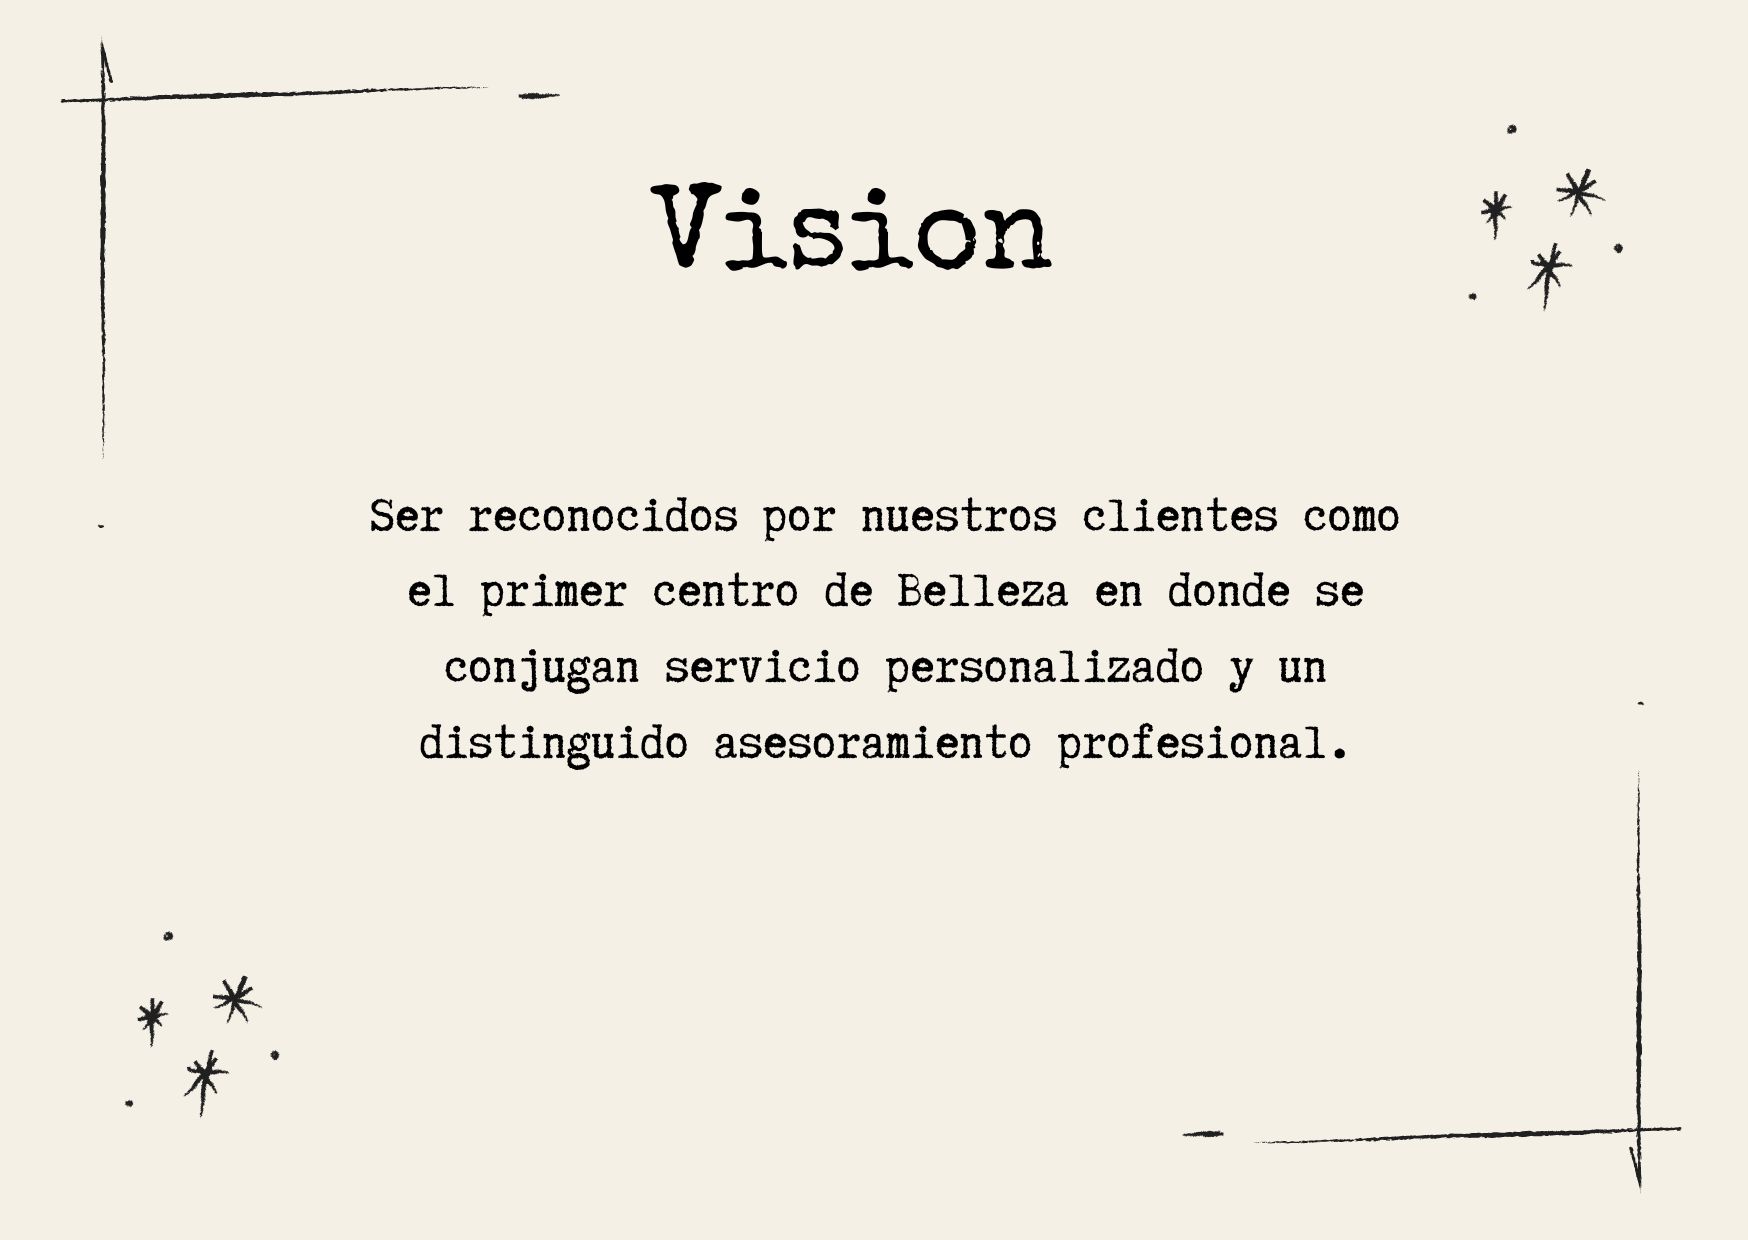 Vision
Ser reconocidos por nuestros clientes como
el primer centro de Belleza en donde se
conjugan servicio personalizado y un
distinguido asesoramiento profesional.